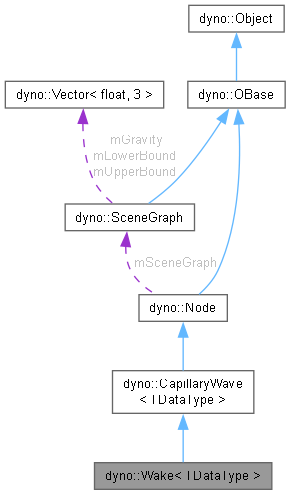 dyno::Object
dyno::Vector< float, 3 >
dyno::OBase
mGravity
mLowerBound
mUpperBound
dyno::SceneGraph
mSceneGraph
dyno::Node
dyno::CapillaryWave
< TDataType >
dyno::Wake< TDataType >